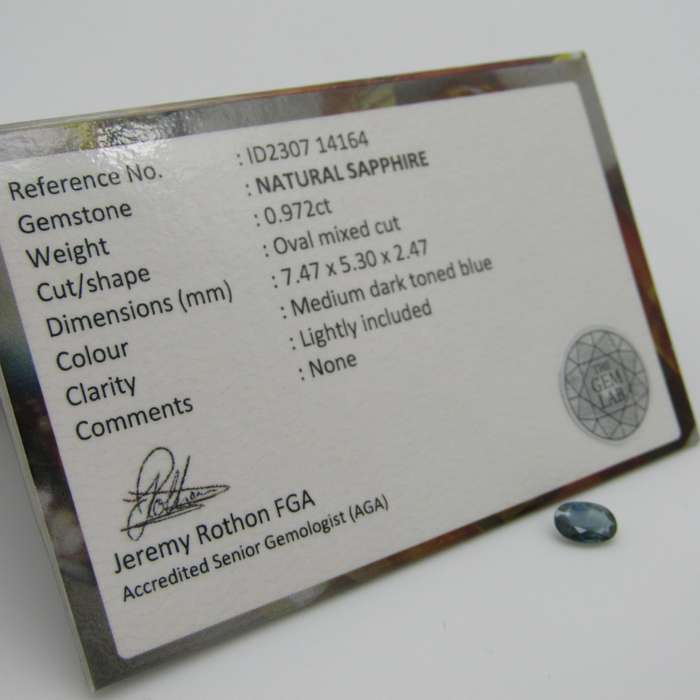 Reference No. : ID2307 14164
Gemstone : NATURAL SAPPHIRE
Weight : 0.972ct
Cut/shape : Oval mixed cut
Dimensions (mm) : 7.47 x 5.30 x 2.47
Colour : Medium dark toned blue
Clarity : Lightly included
Comments : None
Jeremy Rothon FGA
Accredited Senior Gemologist (AGA)
THE
GEM
LAB